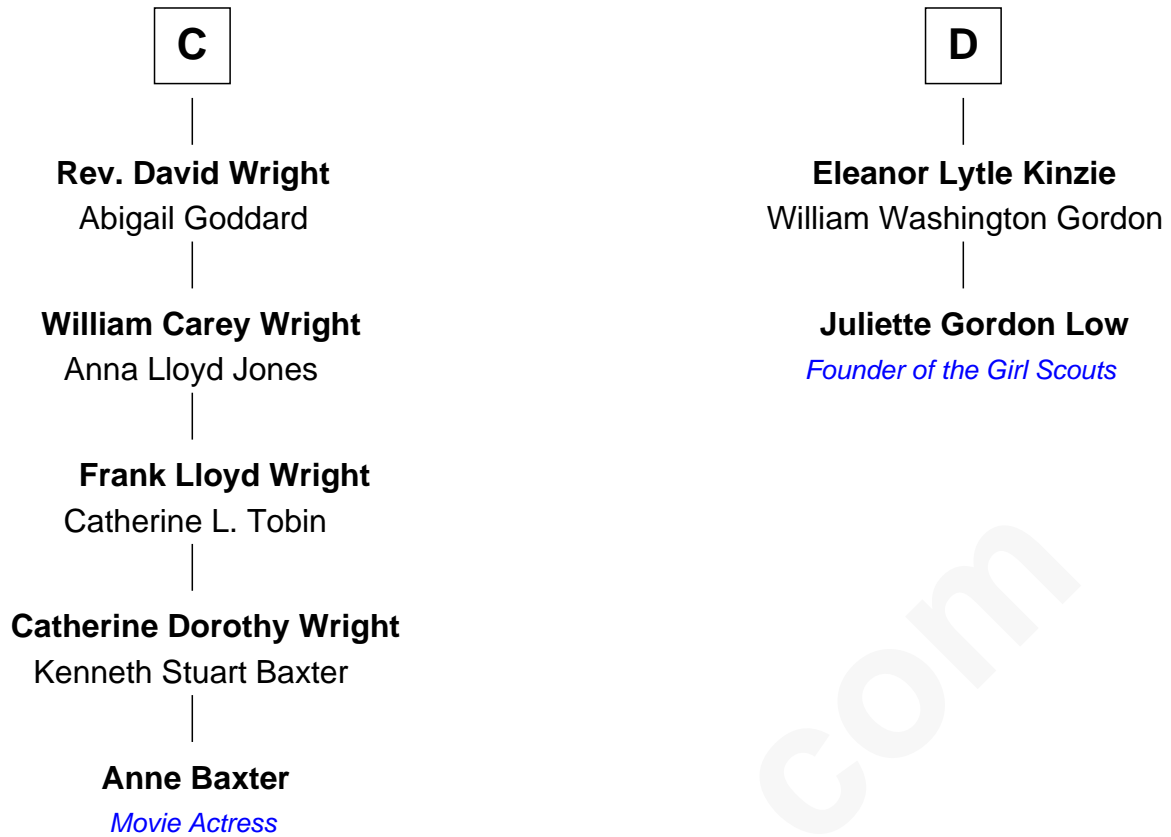 C
Rev. David Wright
Abigail Goddard
William Carey Wright
Anna Lloyd Jones
Frank Lloyd Wright
Catherine L. Tobin
Catherine Dorothy Wright
Kenneth Stuart Baxter
Anne Baxter
Movie Actress
D
Eleanor Lytle Kinzie
William Washington Gordon
Juliette Gordon Low
Founder of the Girl Scouts
com